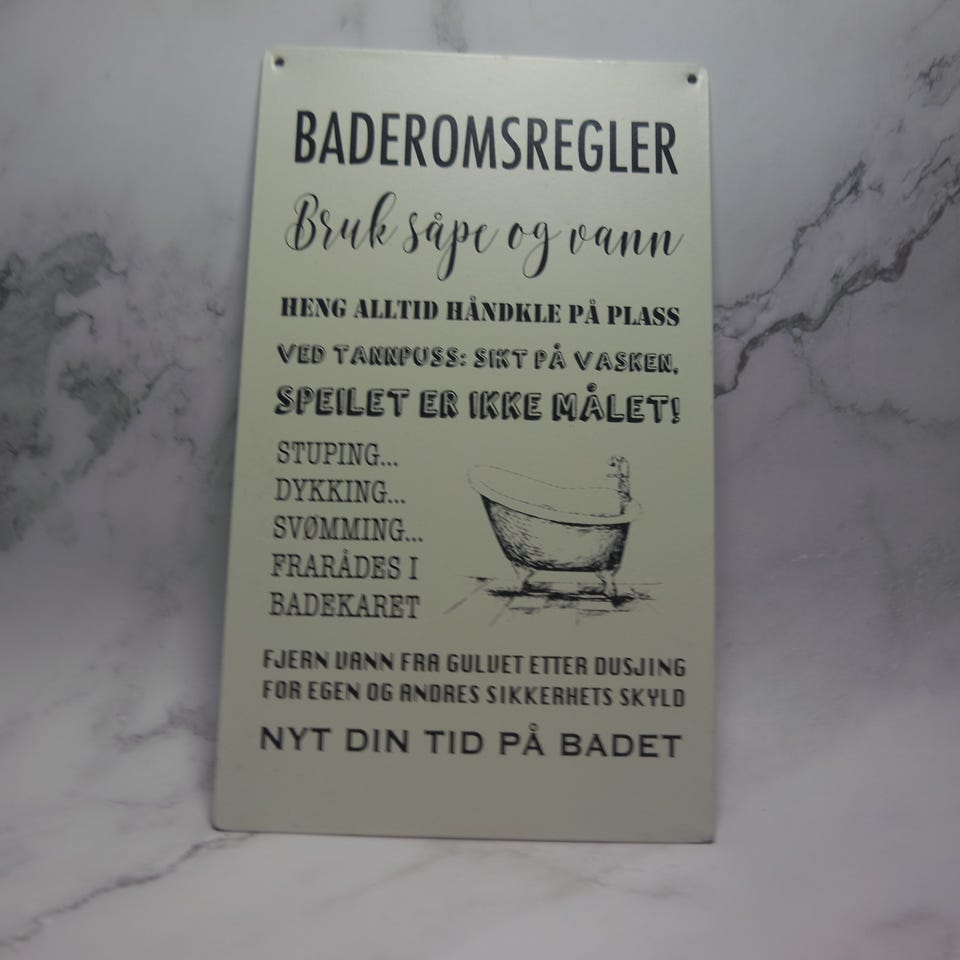 BADEROMSREGLER
Bruk såpe og vann
HENG ALLTID HÅNDKLE PÅ PLASS
VED TANNPUSS: SIKT PÅ VASKEN,
SPEILET ER IKKE MÅLET!
STUPING...
DYKKING...
SVØMMING...
FRARÅDES I
BADEKARET
FJERN VANN FRA GULVET ETTER DUSJING
FOR EGEN OG ANDRES SIKKERHETS SKYLD
NYT DIN TID PÅ BADET